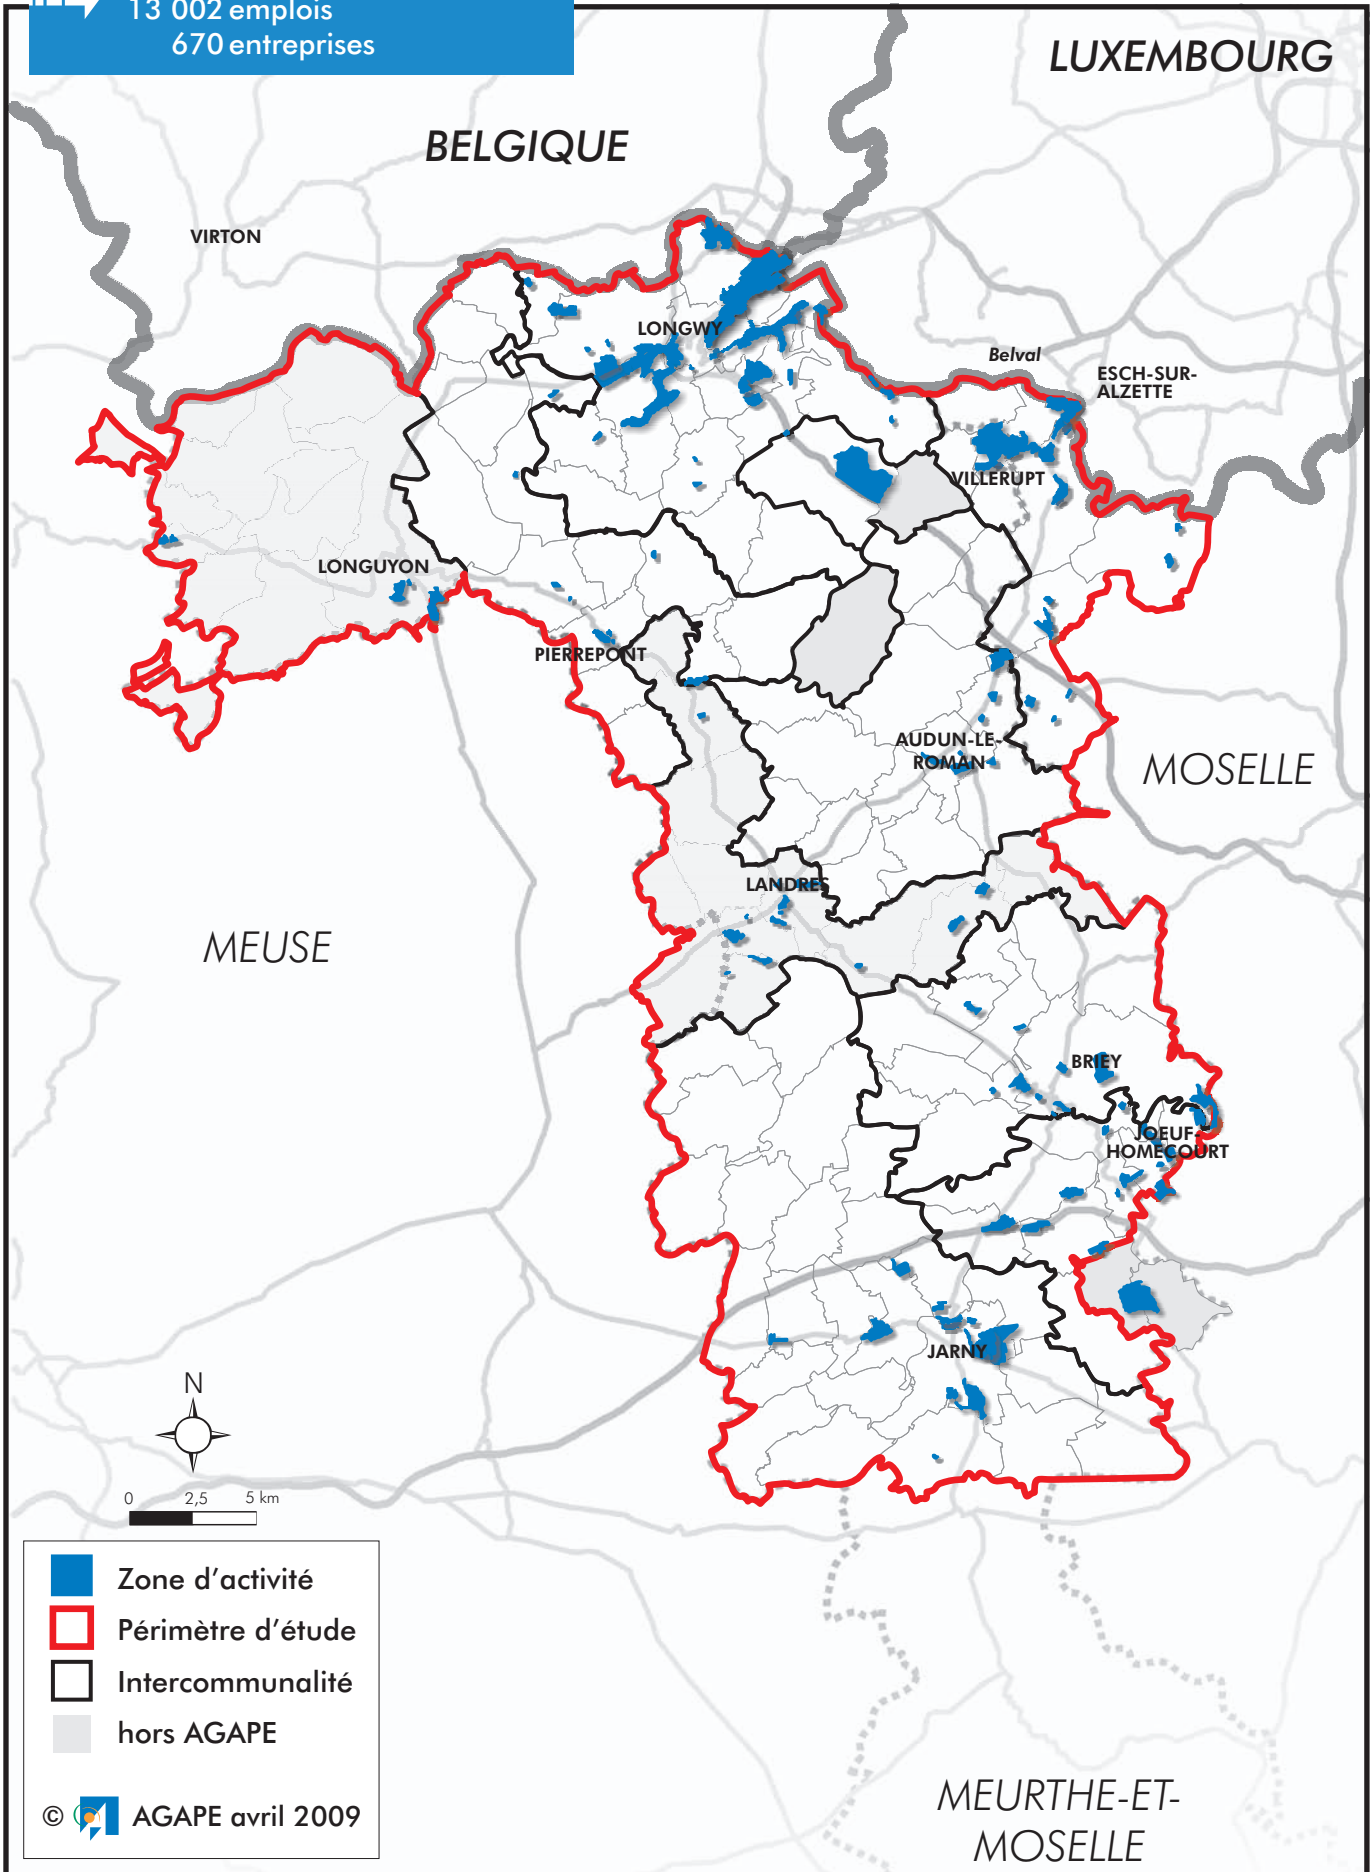 13 002 emplois
670 entreprises
LUXEMBOURG
BELGIQUE
VIRTON
LONGWY
Belval
ESCH-SUR-
ALZETTE
VILLERUPT
LONGUYON
PIERREPONT
AUDUN-LE-
ROMAN
MOSELLE
LANDRES
MEUSE
BRIEY
JOEUF-
HOMECOURT
JARNY
N
0 2,5 5 km
Zone d'activité
Périmètre d'étude
Intercommunalité
hors AGAPE
© AGAPE avril 2009
MEURTHE-ET-
MOSELLE